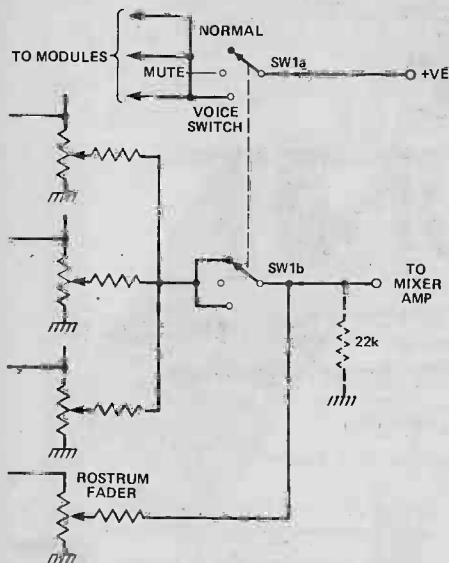 NORMAL
TO MODULES
SW1a
MUTE
+VE
VOICE
SWITCH
SW1b
TO
MIXER
AMP
22k
ROSTRUM
FADER